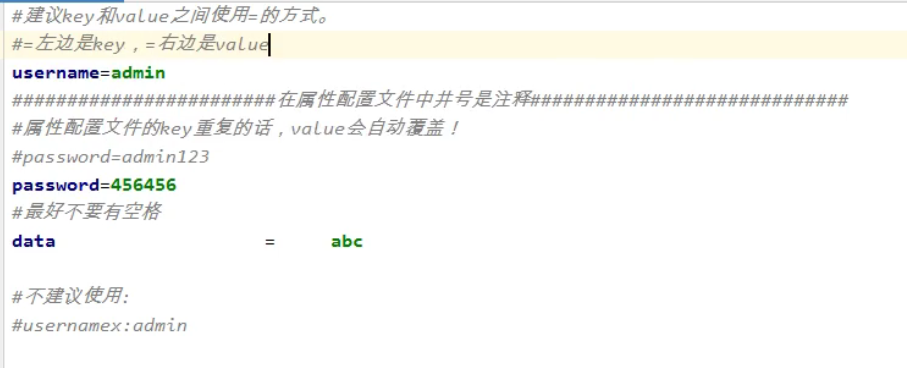 #建议key和value之间使用=的方式。
#=左边是key，=右边是value
username=admin
########################在属性配置文件中井号是注释#############################
#属性配置文件的key重复的话，value会自动覆盖！
#password=admin123
password=456456
#最好不要有空格
data                   =     abc
#不建议使用:
#usernamex:admin